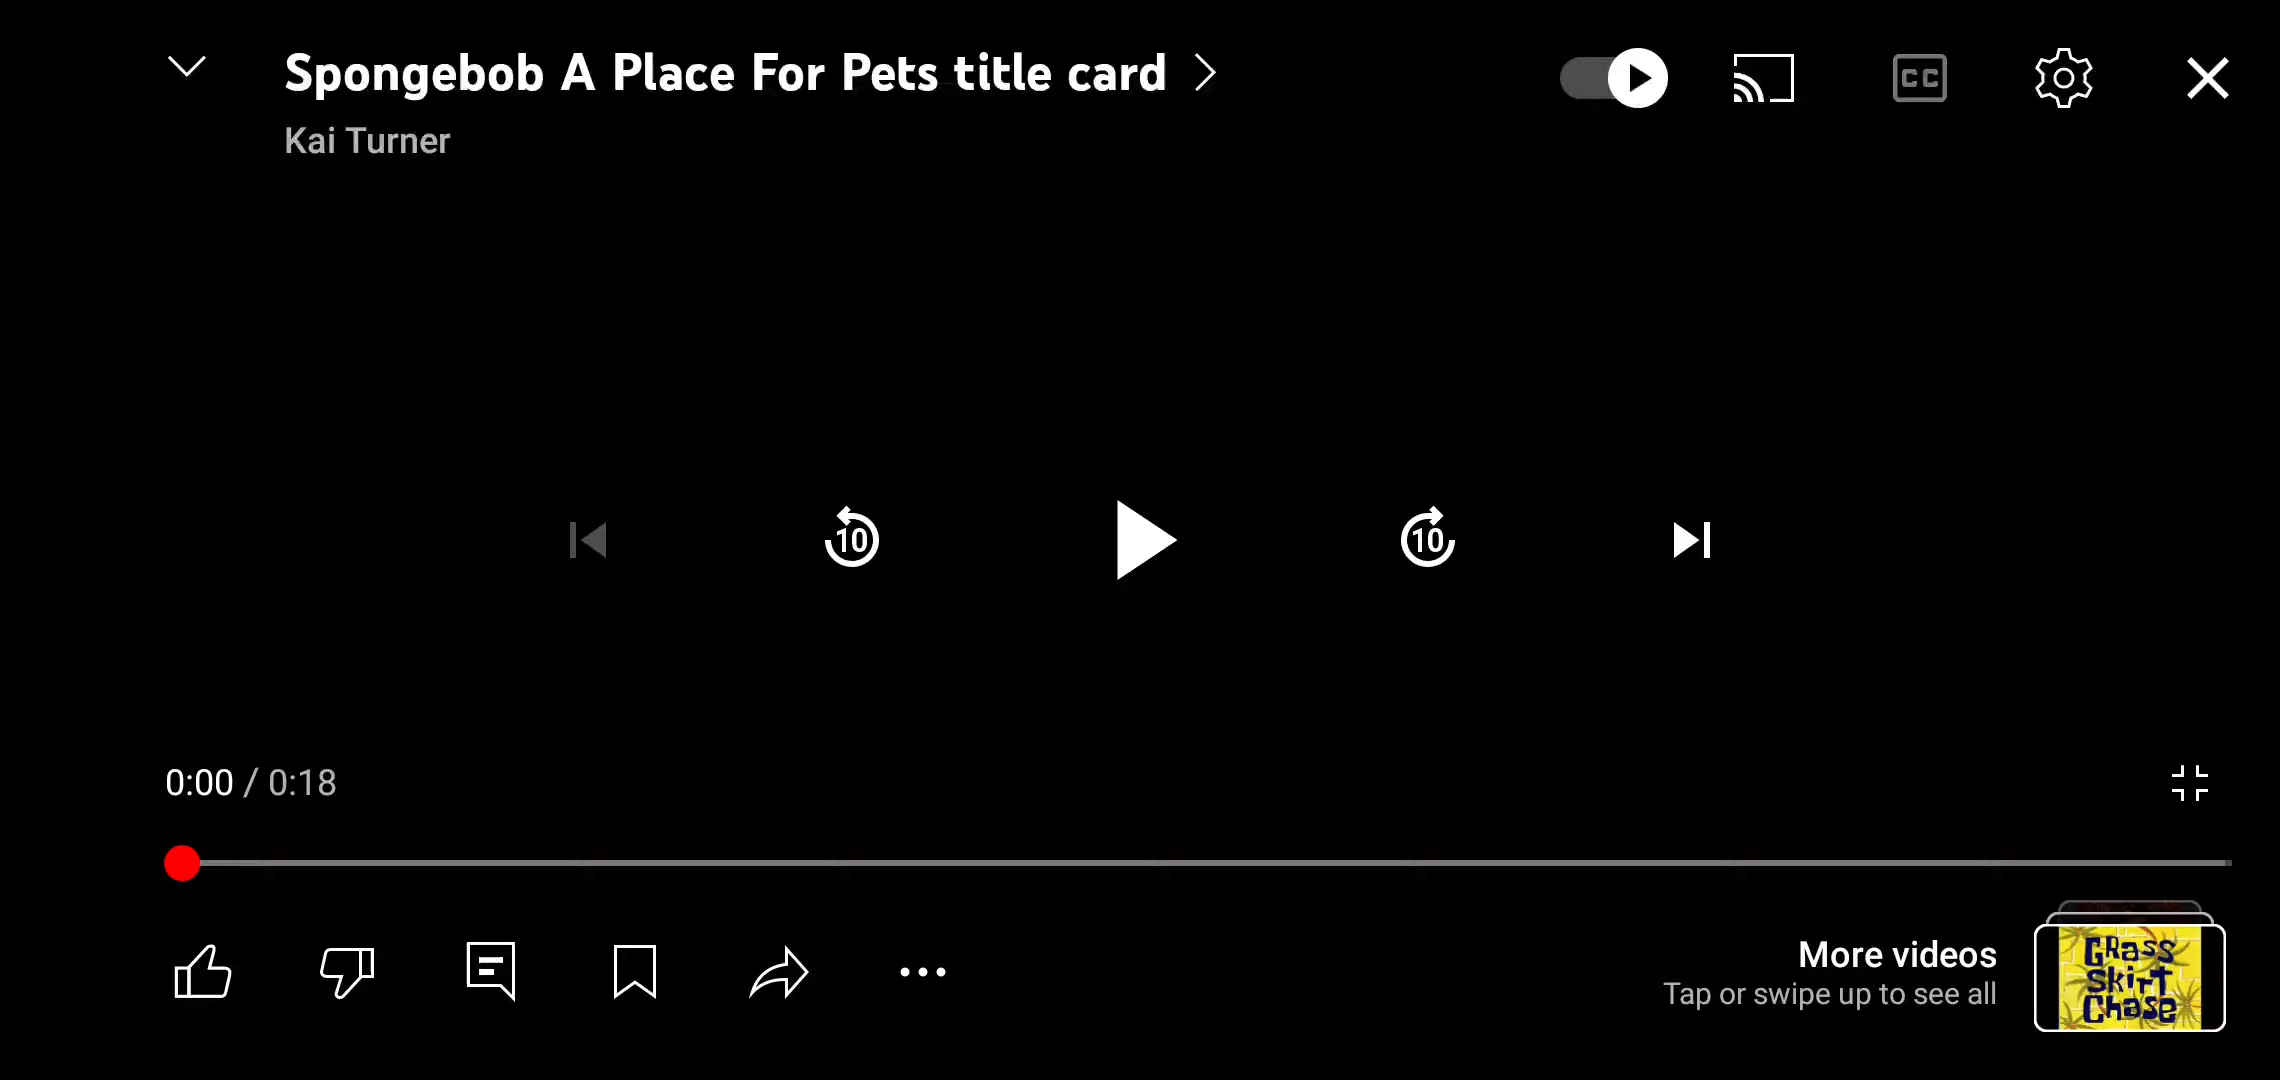 Spongebob A Place For Pets title card
Kai Turner
CC
10
10
0:00 / 0:18
More videos
Tap or swipe up to see all
GRaSS
SkirT
Chase